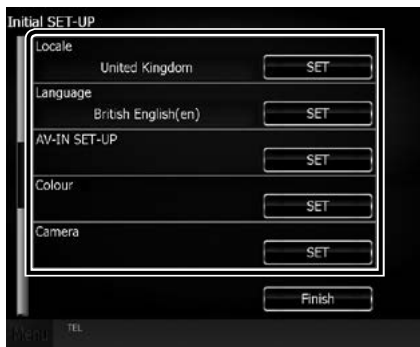 Initial SET-UP
Locale
United Kingdom SET
Language
British English(en) SET
AV-IN SET-UP
SET
Colour
SET
Camera
SET
Finish
Menu TEL